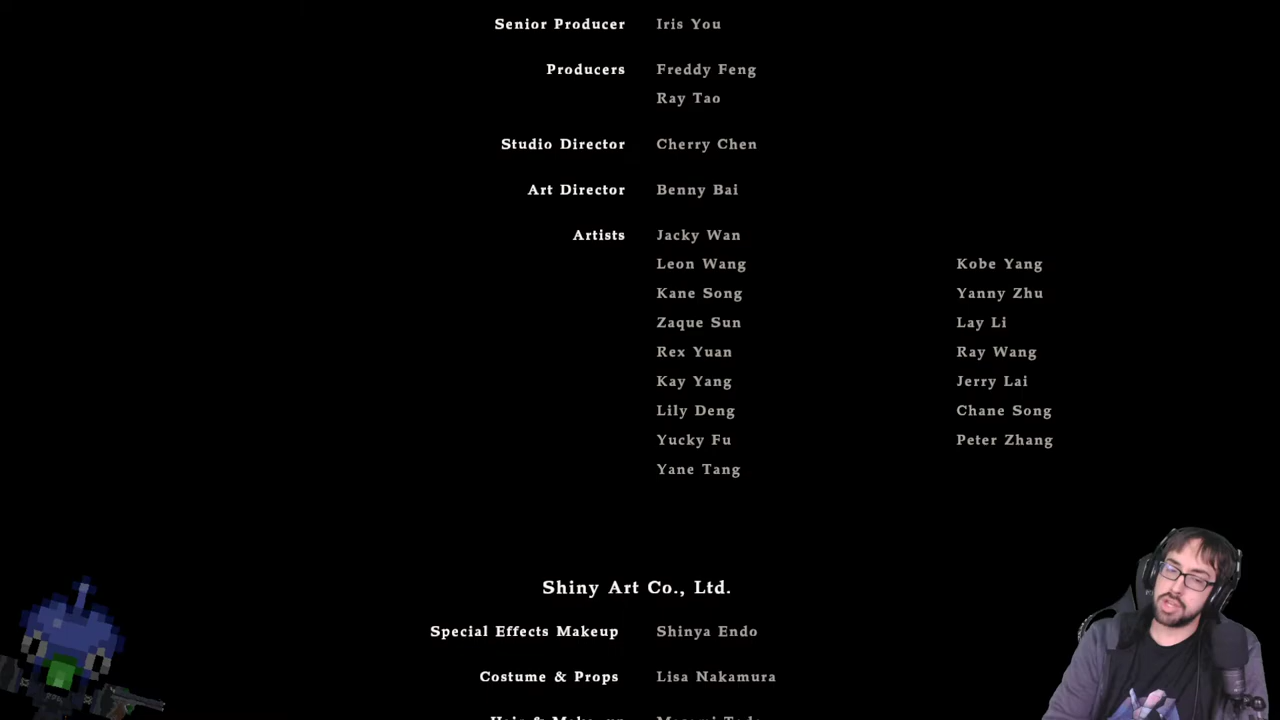 Senior Producer Iris You
Producers Freddy Feng
Ray Tao
Studio Director Cherry Chen
Art Director Benny Bai
Artists Jacky Wan
Leon Wang Kobe Yang
Kane Song Yanny Zhu
Zaque Sun Lay Li
Rex Yuan Ray Wang
Kay Yang Jerry Lai
Lily Deng Chane Song
Yucky Fu Peter Zhang
Yane Tang
Shiny Art Co., Ltd.
Special Effects Makeup Shinya Endo
Costume & Props Lisa Nakamura